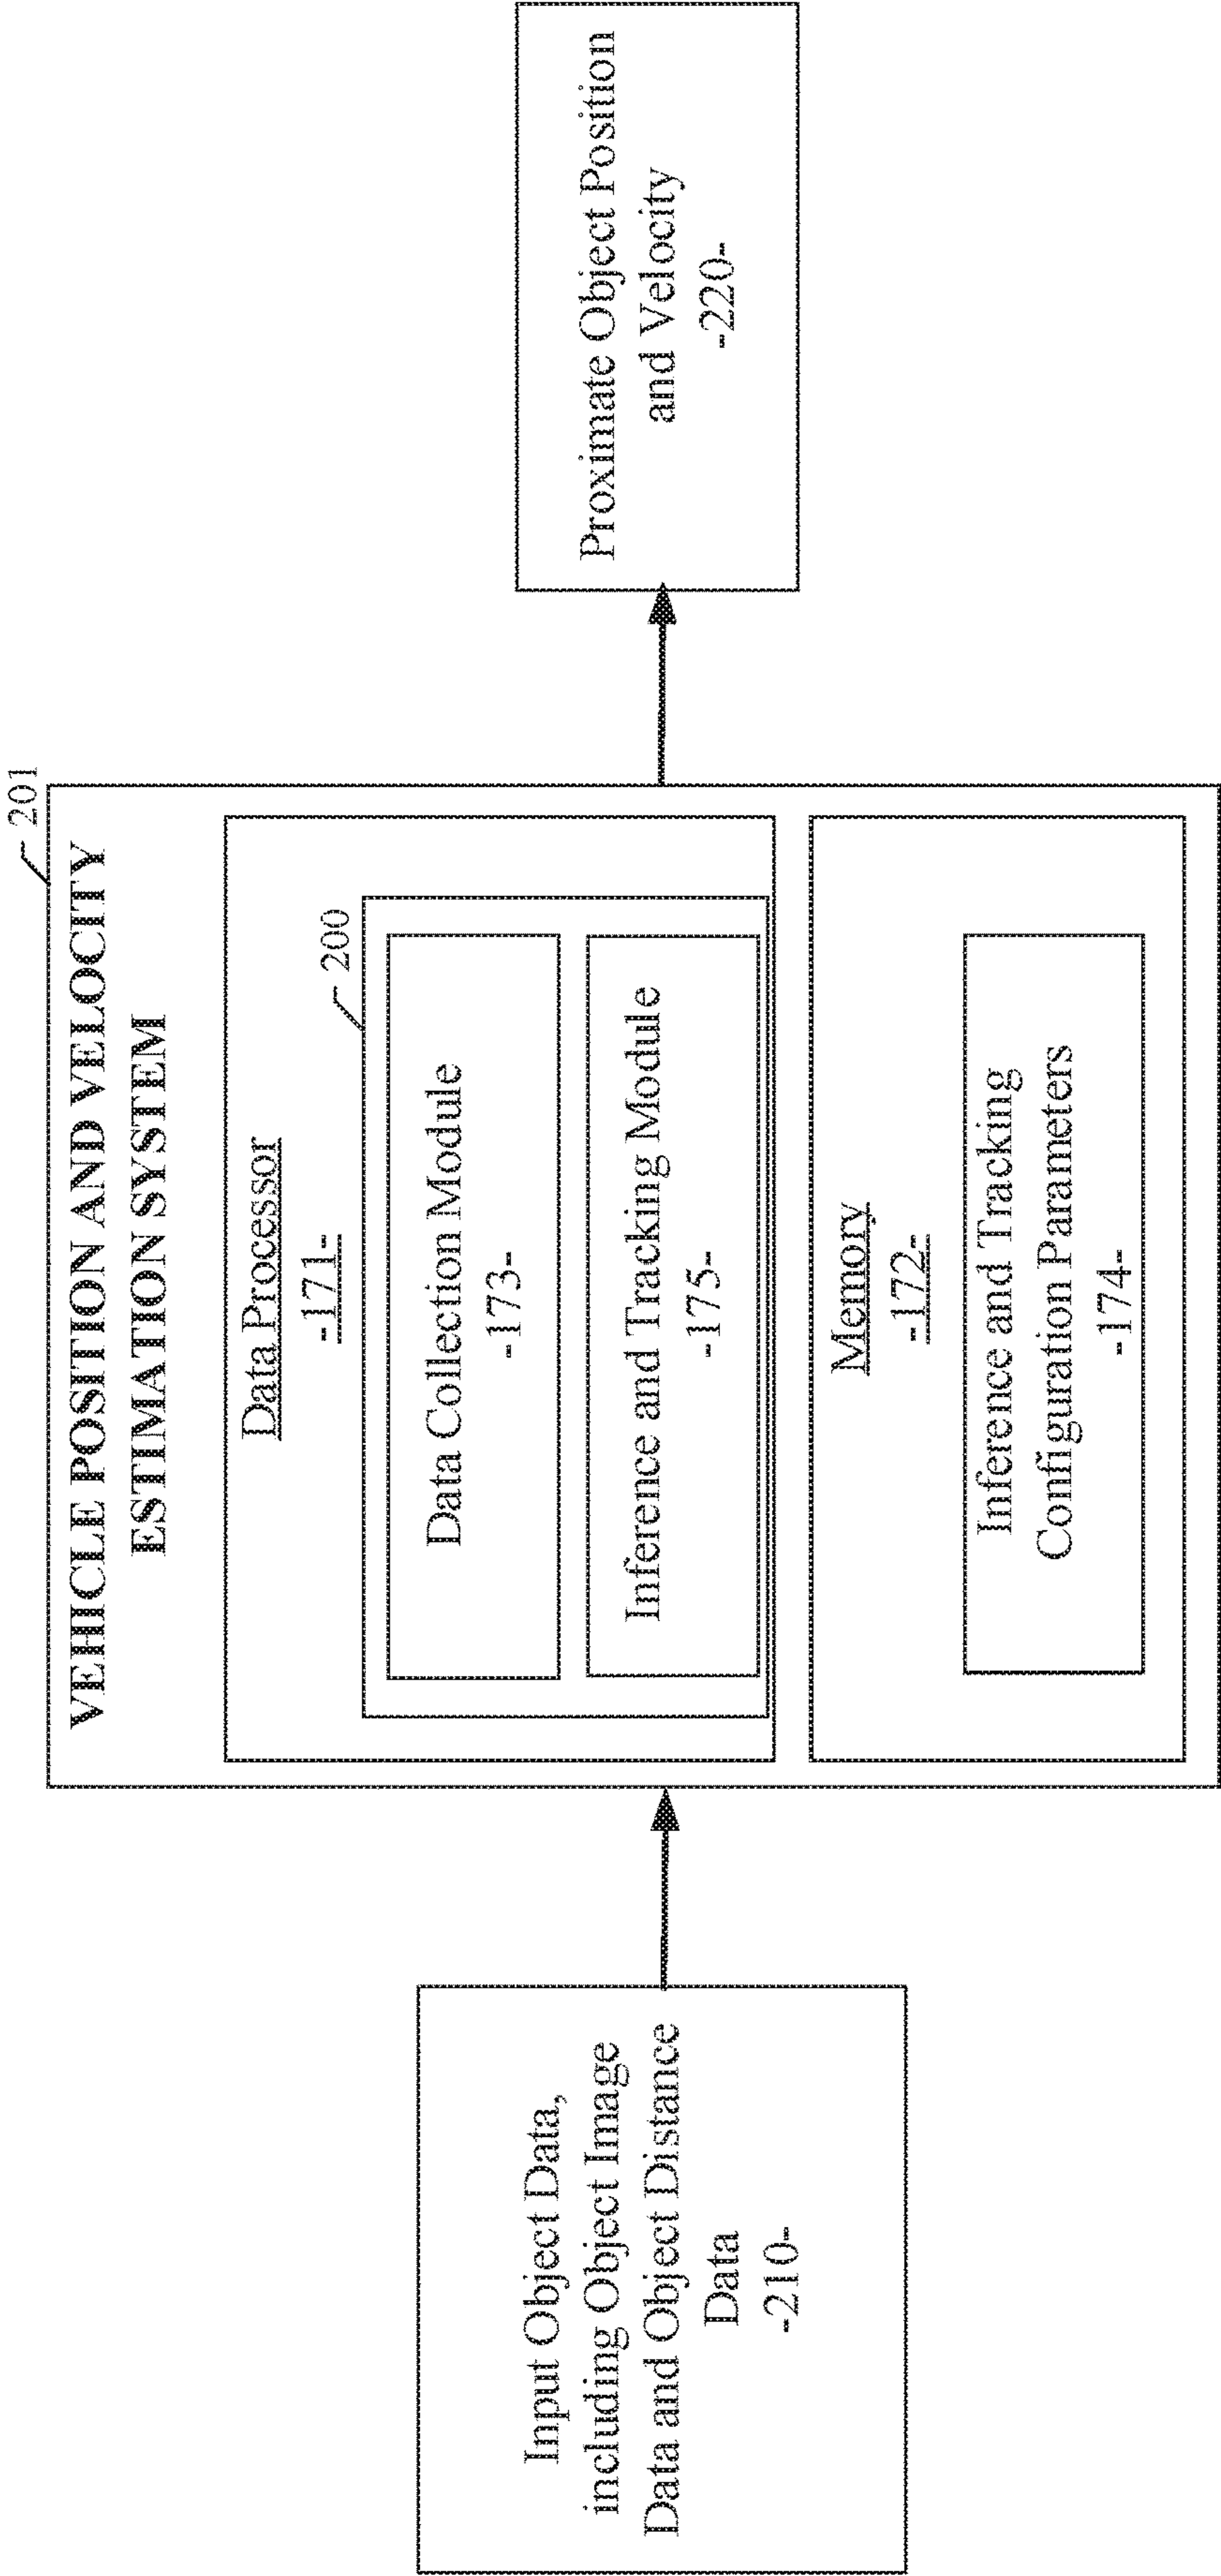 Input Object Data,
including Object Image
Data and Object Distance
Data
-210-
201
VEHICLE POSITION AND VELOCITY
ESTIMATION SYSTEM
Data Processor
-171-
200
Data Collection Module
-173-
Inference and Tracking Module
-175-
Memory
-172-
Inference and Tracking
Configuration Parameters
-174-
Proximate Object Position
and Velocity
-220-